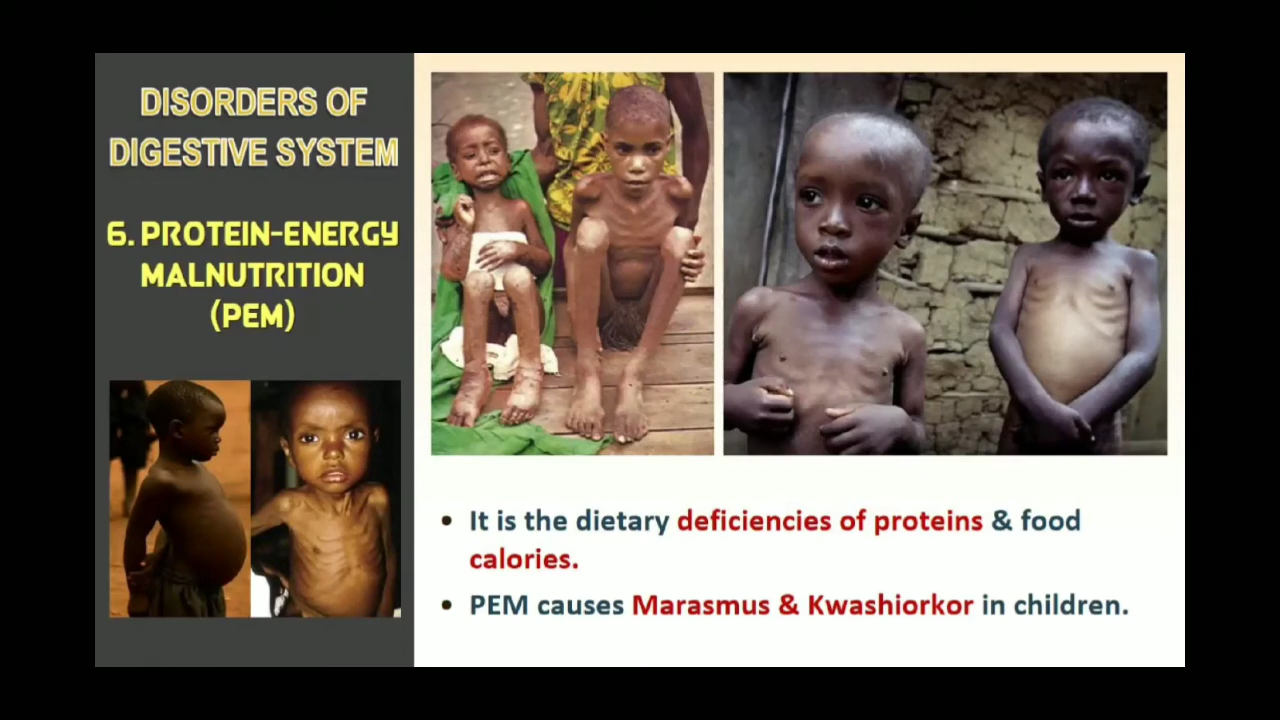 DISORDERS OF
DIGESTIVE SYSTEM
6. PROTEIN-ENERGY
MALNUTRITION
(PEM)
• It is the dietary deficiencies of proteins & food
calories.
• PEM causes Marasmus & Kwashiorkor in children.